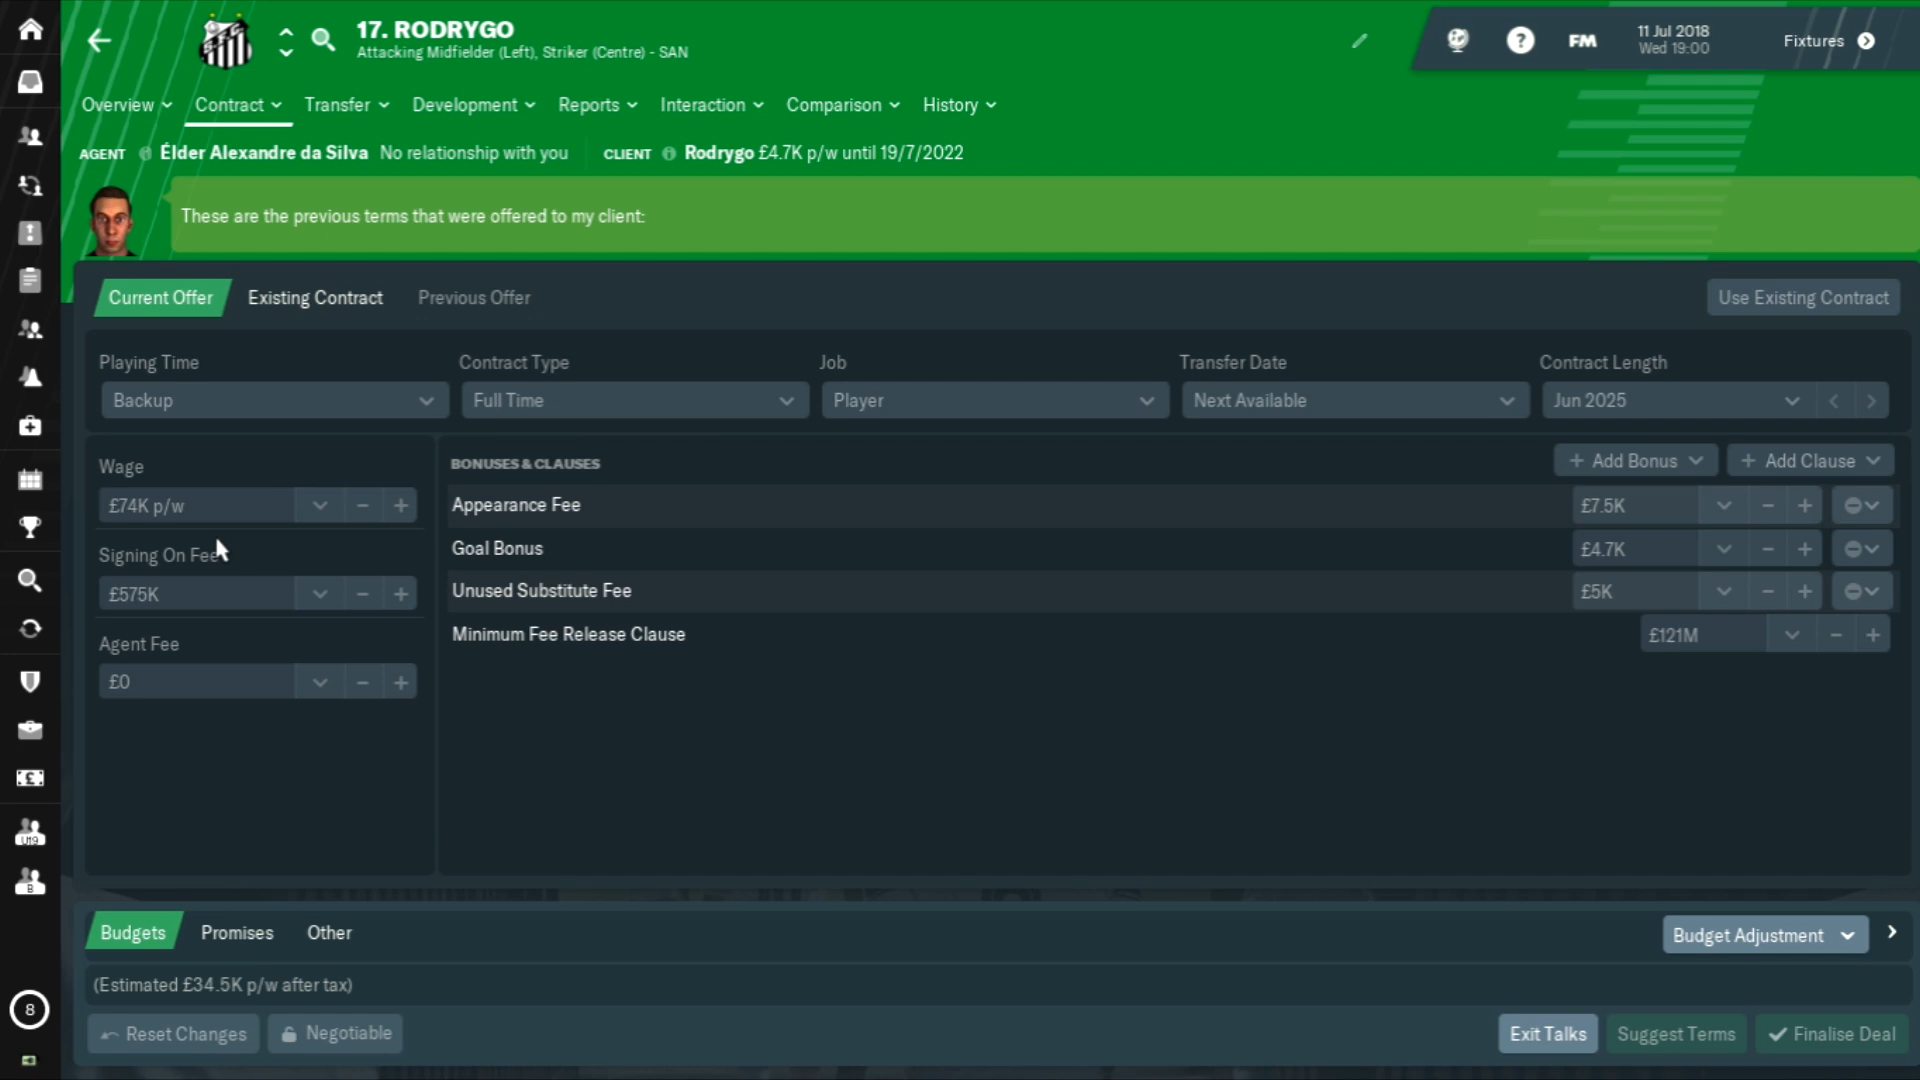 17. RODRYGO
Attacking Midfielder (Left), Striker (Centre) - SAN
FM
11 Jul 2018
Wed 19:00
Fixtures
Overview
Contract
Transfer
Development
Reports
Interaction
Comparison
History
AGENT
Élder Alexandre da Silva No relationship with you
CLIENT
Rodrygo £4.7K p/w until 19/7/2022
These are the previous terms that were offered to my client:
Current Offer
Existing Contract
Previous Offer
Use Existing Contract
Playing Time
Contract Type
Job
Transfer Date
Contract Length
Backup
Full Time
Player
Next Available
Jun 2025
Wage
£74K p/w
Signing On Fee
£575K
Agent Fee
£0
BONUSES & CLAUSES
Add Bonus
Add Clause
Appearance Fee
£7.5K
Goal Bonus
£4.7K
Unused Substitute Fee
£5K
Minimum Fee Release Clause
£121M
U19
B
8
Budgets
Promises
Other
Budget Adjustment
(Estimated £34.5K p/w after tax)
Reset Changes
Negotiable
Exit Talks
Suggest Terms
Finalise Deal